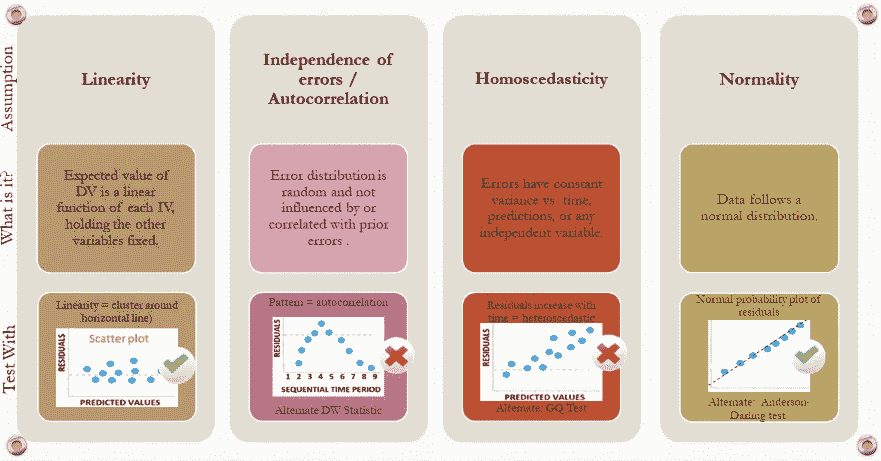 Assumption
Linearity
Independence of
errors /
Autocorrelation
Homoscedasticity
Normality
What is it?
Expected value of
DV is a linear
function of each IV,
holding the other
variables fixed.
Error distribution is
random and not
influenced by or
correlated with prior
errors .
Errors have constant
variance vs time,
predictions, or any
independent variable.
Data follows a
normal distribution.
Test With
Linearity = cluster around
horizontal line)
Scatter plot
RESIDUALS
PREDICTED VALUES
Pattern = autocorrelation
RESIDUALS
1 2 3 4 5 6 7 8 9
SEQUENTIAL TIME PERIOD
Alternate DW Statistic
Residuals increase with
time = heteroscedastic
RESIDUALS
PREDICTED VALUES
Alternate: GQ Test
Normal probability plot of
residuals
Alternate: Anderson-
Darling test